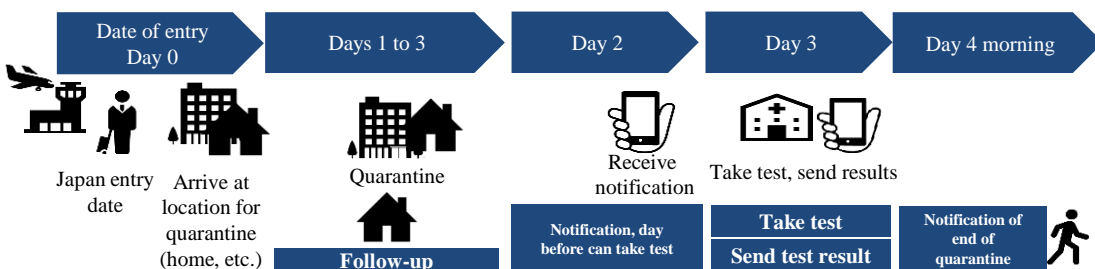 Date of entry
Day 0
Days 1 to 3
Day 2
Day 3
Day 4 morning
Japan entry
date
Arrive at
location for
quarantine
(home, etc.)
Quarantine
Follow-up
Receive
notification
Notification, day
before can take test
Take test, send results
Take test
Send test result
Notification of
end of
quarantine